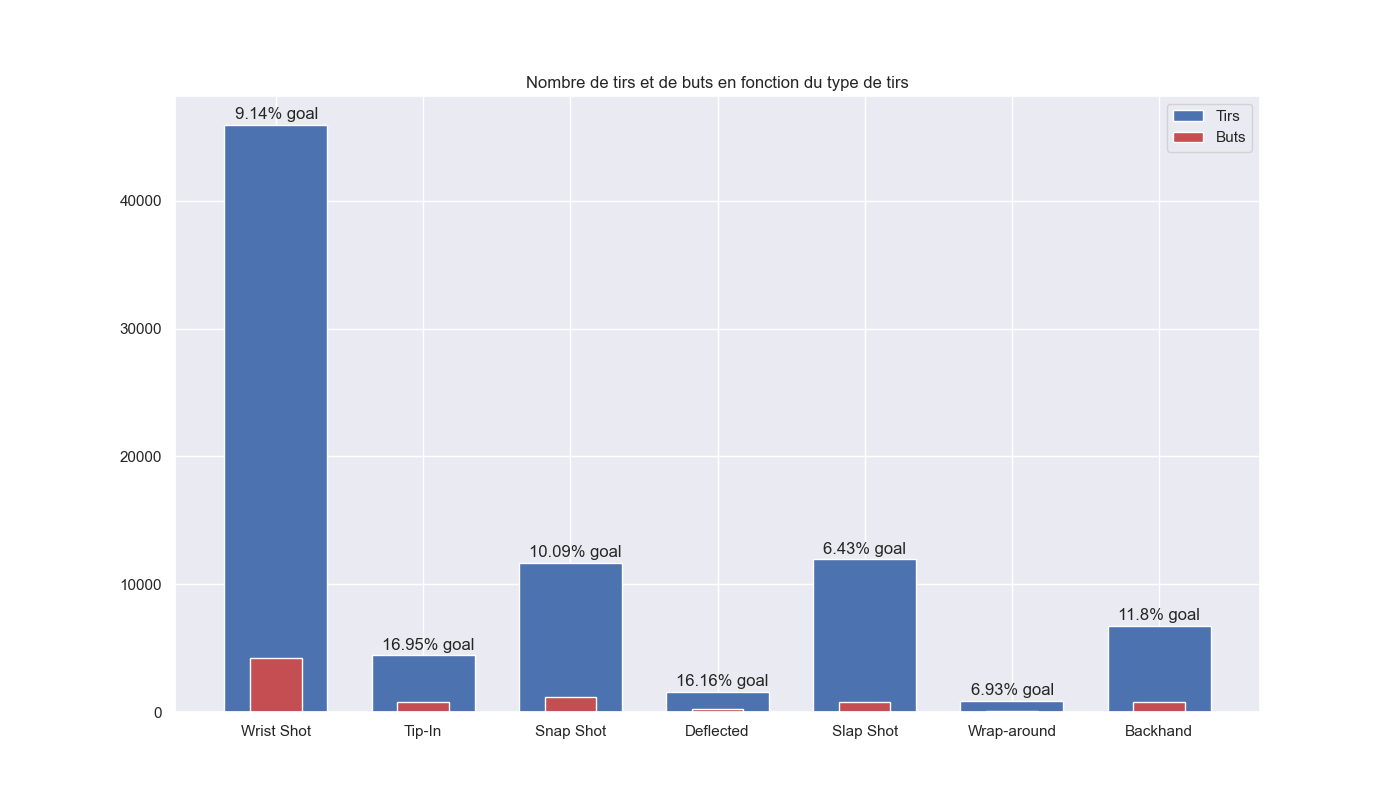 Nombre de tirs et de buts en fonction du type de tirs
9.14% goal
16.95% goal
10.09% goal
16.16% goal
6.43% goal
6.93% goal
11.8% goal
Tirs
Buts
40000
30000
20000
10000
0
Wrist Shot
Tip-In
Snap Shot
Deflected
Slap Shot
Wrap-around
Backhand